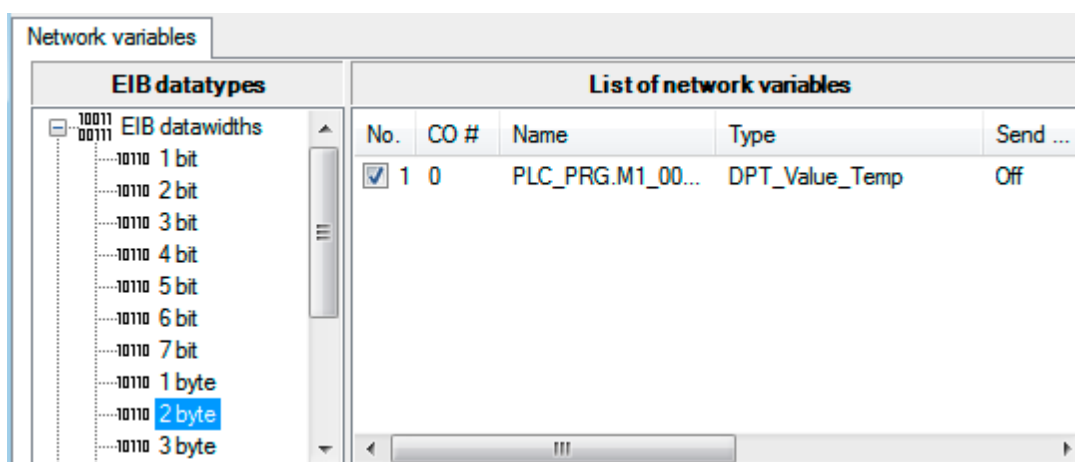 Network variables
EIB datatypes
List of network variables
10011
00111 EIB datawidths
10110 1 bit
10110 2 bit
10110 3 bit
10110 4 bit
10110 5 bit
10110 6 bit
10110 7 bit
10110 1 byte
10110 2 byte
10110 3 byte
No. CO # Name Type Send ...
1 0 PLC_PRG.M1_00... DPT_Value_Temp Off